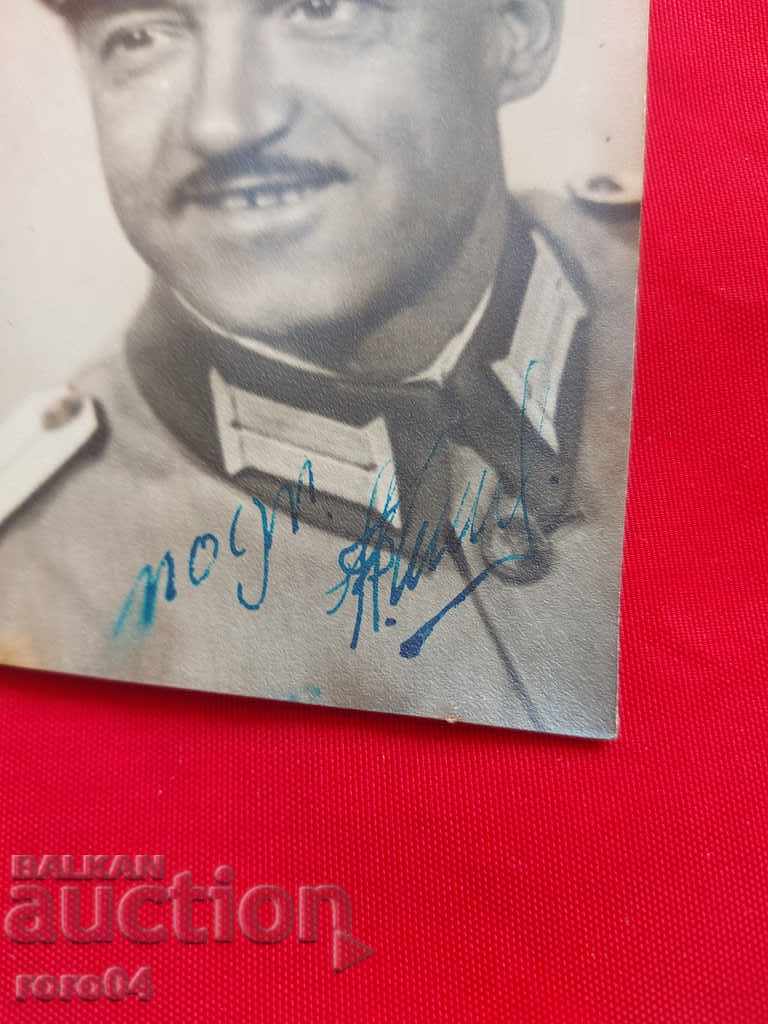 подп.
BALKAN
auction
roro04